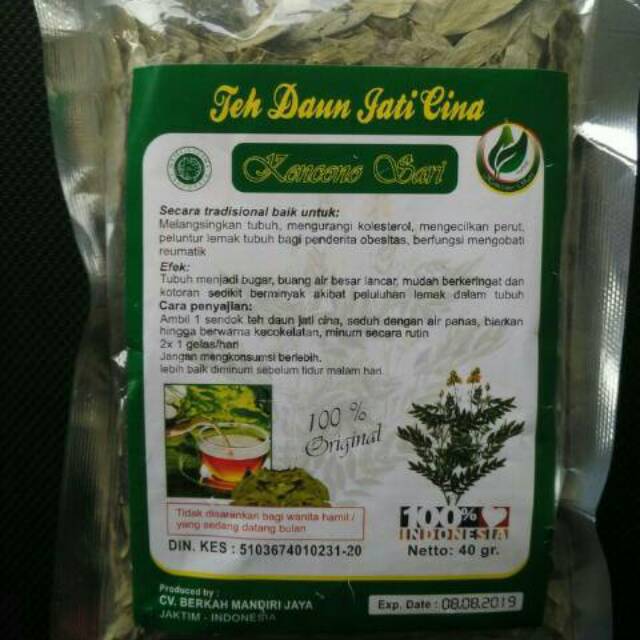 Teh Daun Jati Cina
Kencono Sari
Secara tradisional baik untuk:
Melangsingkan tubuh, mengurangi kolesterol, mengecilkan perut,
peluntur lemak tubuh bagi penderita obesitas, berfungsi mengobati
reumatik
Efek:
Tubuh menjadi bugar, buang air besar lancar, mudah berkeringat dan
kotoran sedikit berminyak akibat peluluhan lemak dalam tubuh
Cara penyajian:
Ambil 1 sendok teh daun jati cina, seduh dengan air panas, biarkan
hingga berwarna kecokelatan, minum secara rutin
2x 1 gelas/hari
Jangan mengkonsumsi berlebih.
lebih baik diminum sebelum tidur malam hari
100 %
Original
Tidak disarankan bagi wanita hamil /
yang sedang datang bulan
100%
INDONESIA
DIN. KES : 5103674010231-20
Netto: 40 gr.
Produced by :
CV. BERKAH MANDIRI JAYA
JAKTIM - INDONESIA
Exp. Date : 08.08.2019